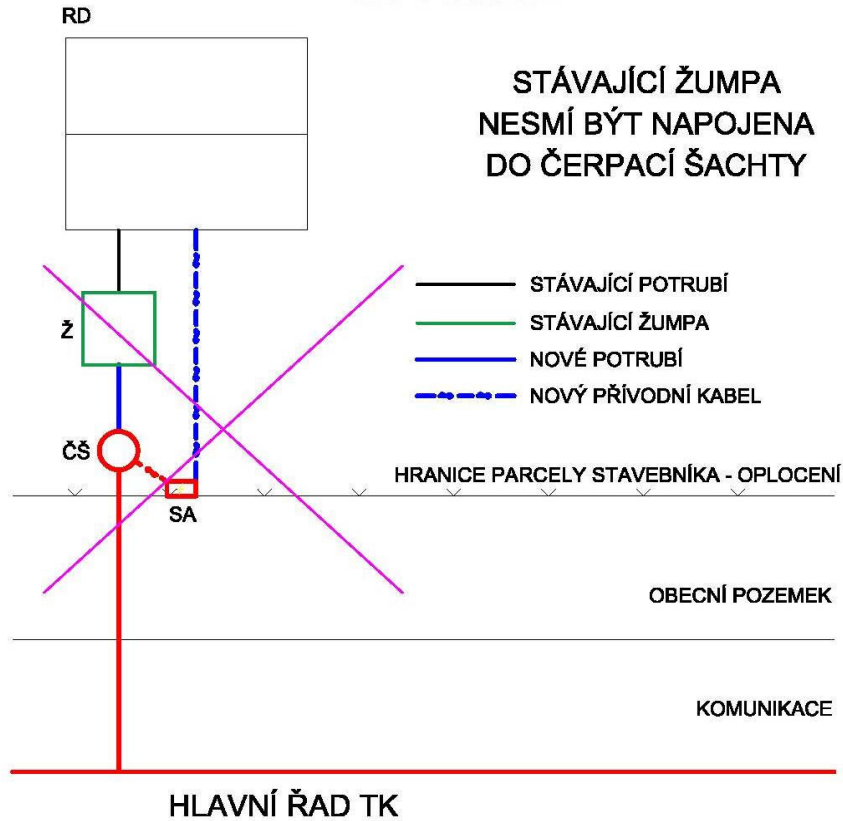 RD
STÁVAJÍCÍ ŽUMPA
NESMÍ BÝT NAPOJENA
DO ČERPACÍ ŠACHTY
STÁVAJÍCÍ POTRUBÍ
Ž
STÁVAJÍCÍ ŽUMPA
NOVÉ POTRUBÍ
NOVÝ PŘÍVODNÍ KABEL
ČŠ
HRANICE PARCELY STAVEBNÍKA - OPLOCENÍ
SA
OBECNÍ POZEMEK
KOMUNIKACE
HLAVNÍ ŘAD TK